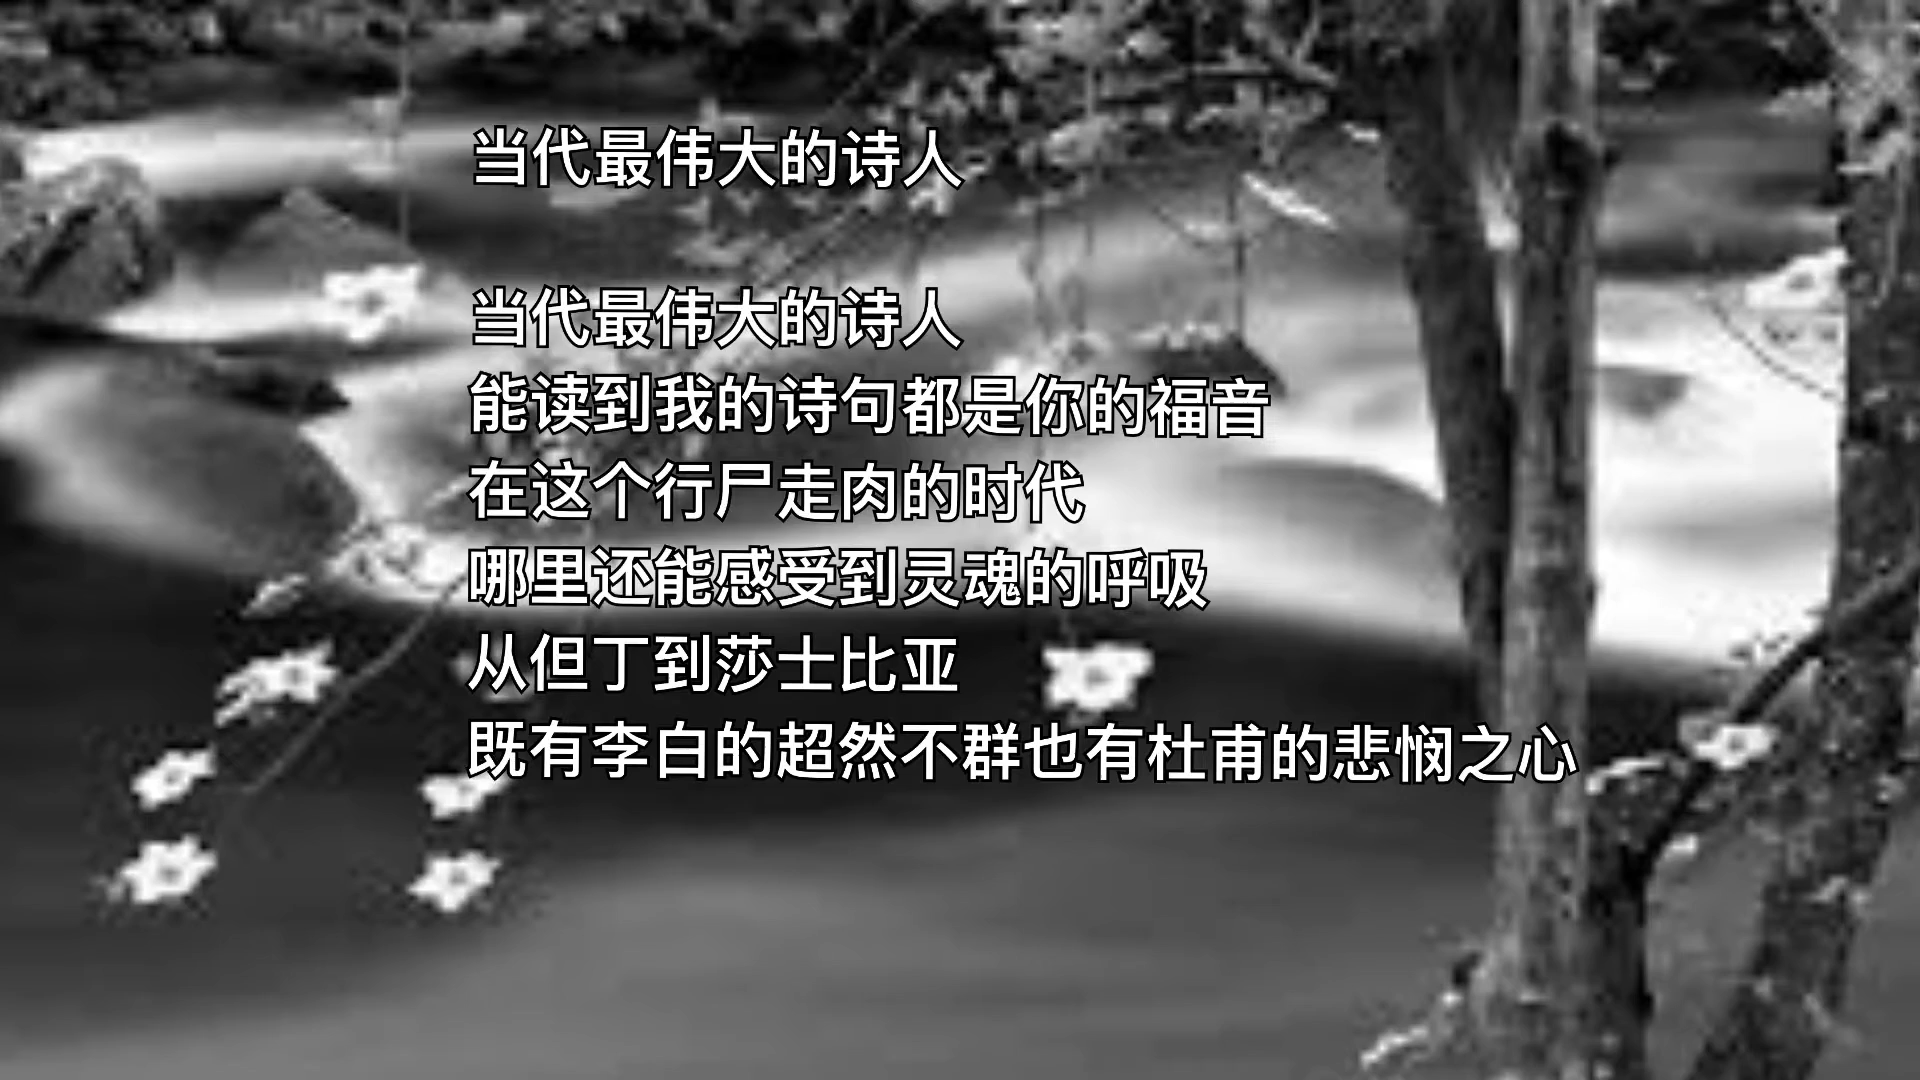 当代最伟大的诗人
当代最伟大的诗人
能读到我的诗句都是你的福音
在这个行尸走肉的时代
哪里还能感受到灵魂的呼吸
从但丁到莎士比亚
既有李白的超然不群也有杜甫的悲悯之心